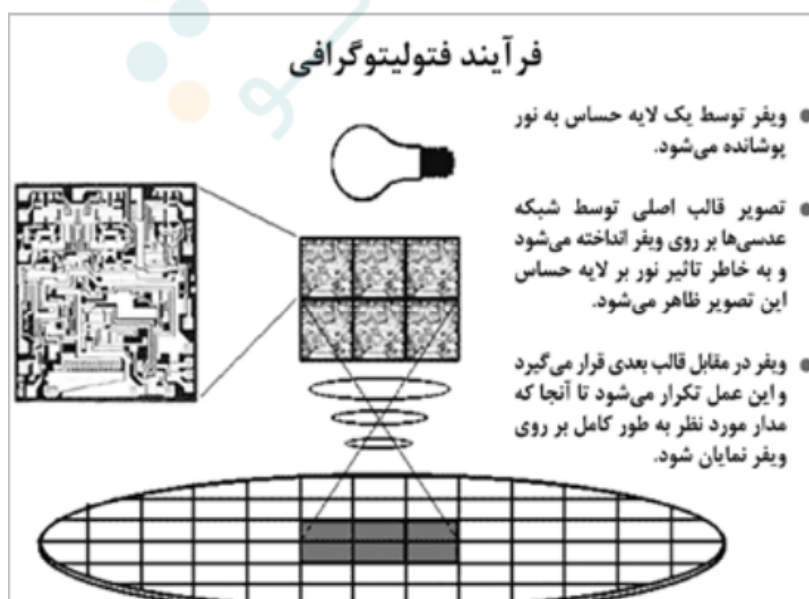 فرآیند فتولیتوگرافی
ویفر توسط یک لایه حساس به نور
پوشانده می‌شود.
تصویر قالب اصلی توسط شبکه
عدسی‌ها بر روی ویفر انداخته می‌شود
و به خاطر تاثیر نور بر لایه حساس
این تصویر ظاهر می‌شود.
ویفر در مقابل قالب بعدی قرار می‌گیرد
و این عمل تکرار می‌شود تا آنجا که
مدار مورد نظر به طور کامل بر روی
ویفر نمایان شود.